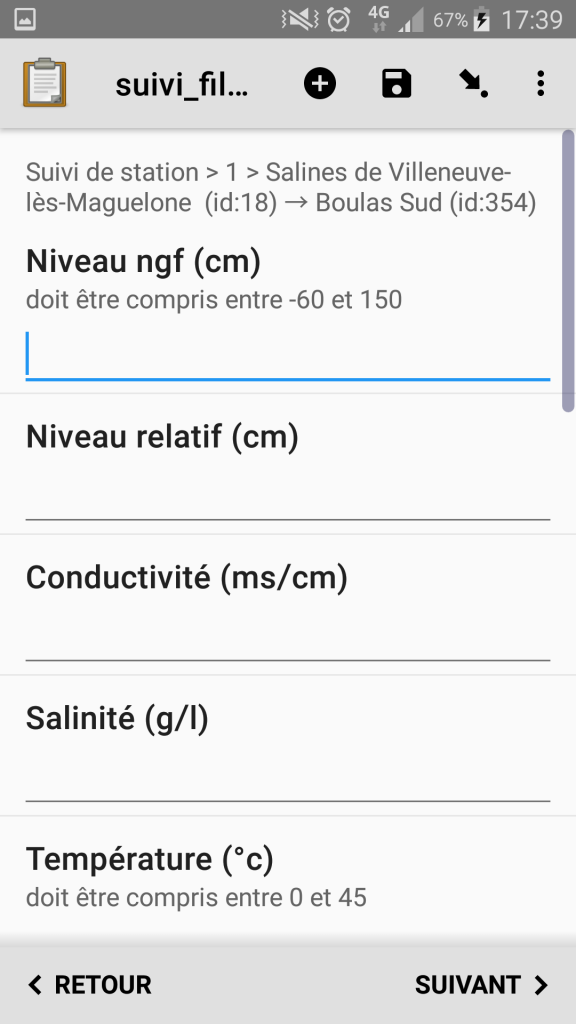 4G 67% 17:39
suivi_fil...
Suivi de station > 1 > Salines de Villeneuve-
lès-Maguelone (id:18) → Boulas Sud (id:354)
Niveau ngf (cm)
doit être compris entre -60 et 150
Niveau relatif (cm)
Conductivité (ms/cm)
Salinité (g/l)
Température (°c)
doit être compris entre 0 et 45
RETOUR SUIVANT